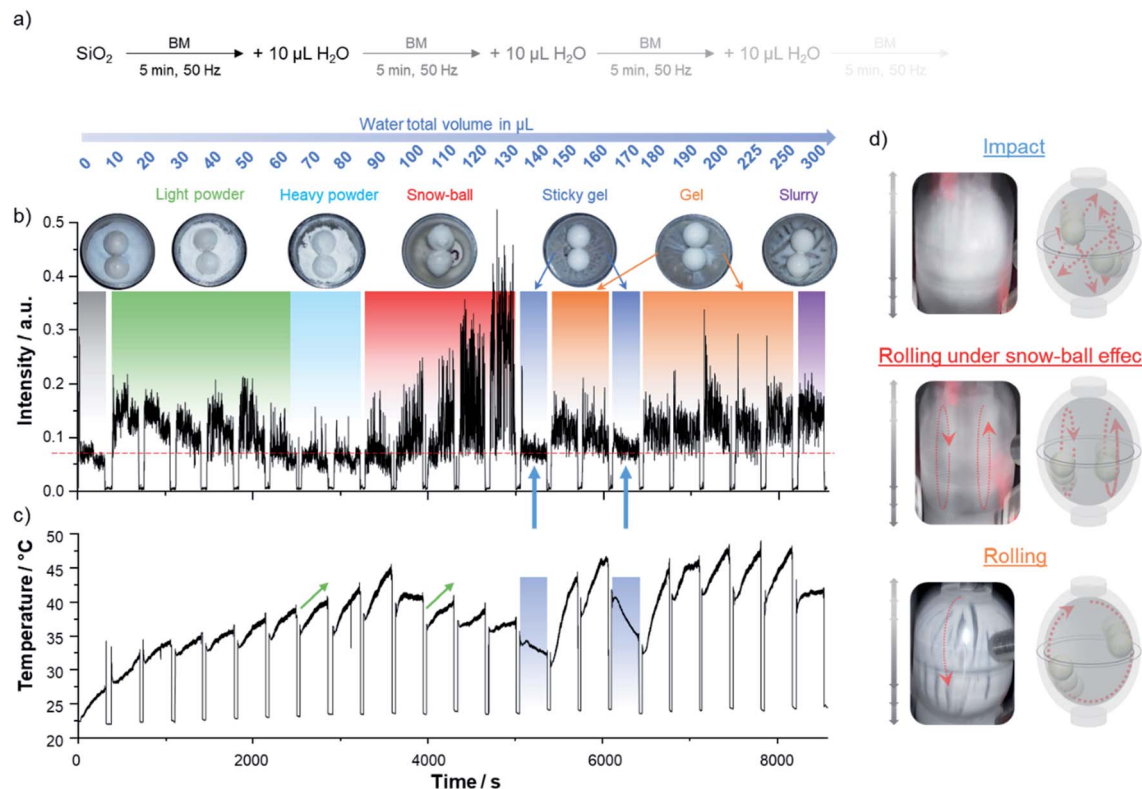 a)
SiO₂ BM 5 min, 50 Hz + 10 µL H₂O BM 5 min, 50 Hz + 10 µL H₂O BM 5 min, 50 Hz + 10 µL H₂O BM 5 min, 50 Hz
Water total volume in µL
0 10 20 30 40 50 60 70 80 90 100 110 120 130 140 150 160 170 180 190 200 225 250 300
Light powder Heavy powder Snow-ball Sticky gel Gel Slurry
b)
Intensity / a.u.
0.5
0.4
0.3
0.2
0.1
0.0
c)
Temperature / °C
50
45
40
35
30
25
20
0 2000 4000 6000 8000
Time / s
d)
Impact
Rolling under snow-ball effec
Rolling